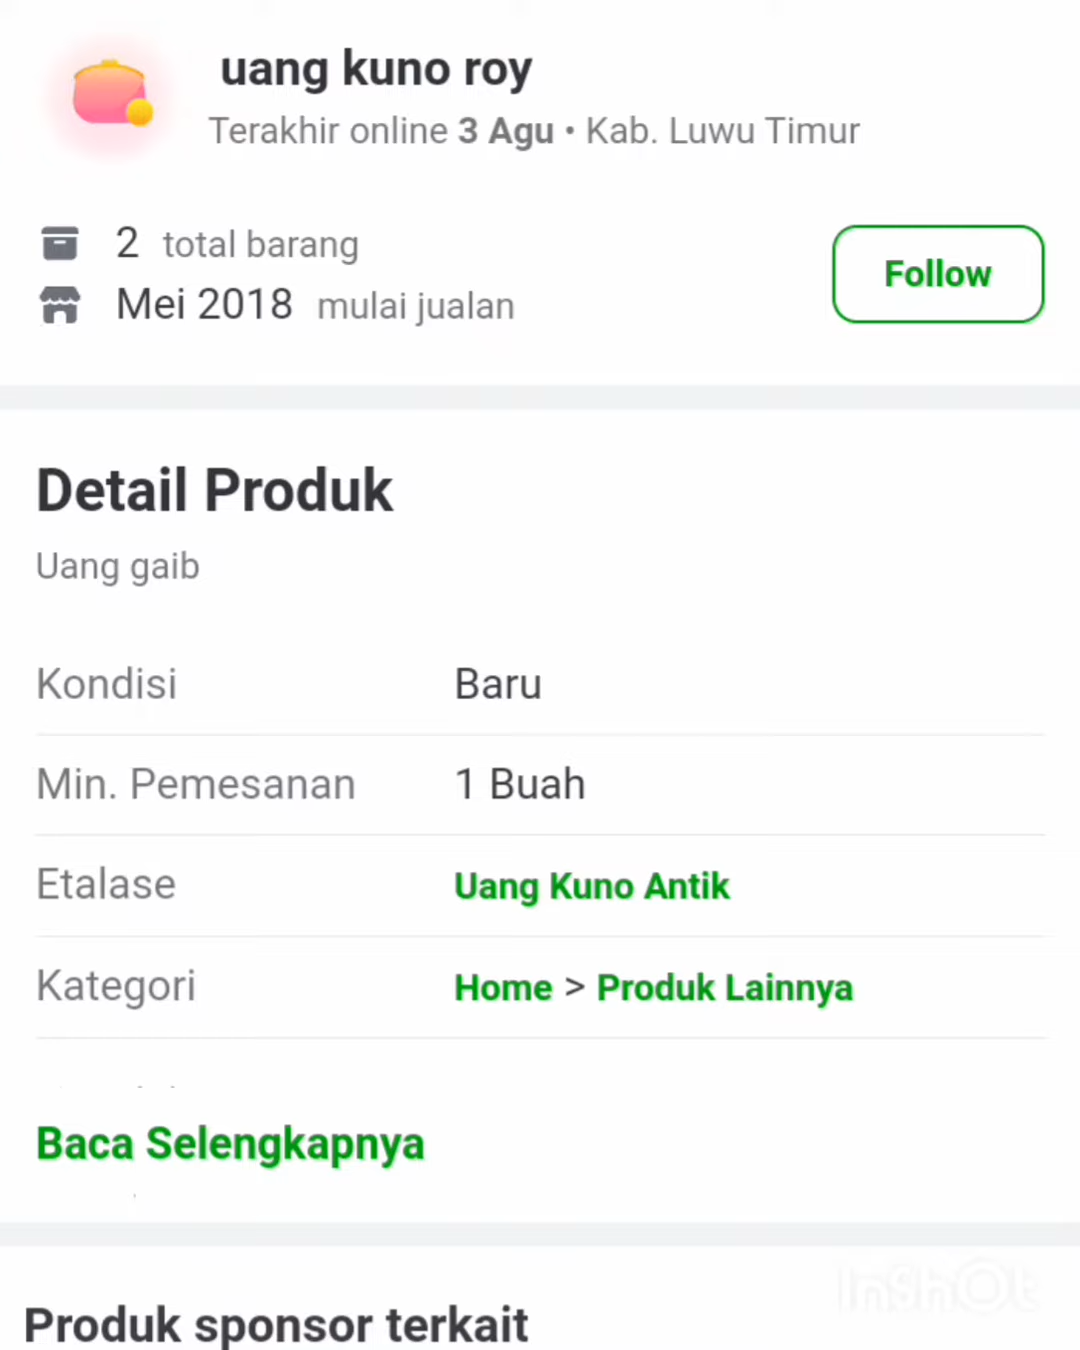 uang kuno roy
Terakhir online 3 Agu • Kab. Luwu Timur
2 total barang
Mei 2018 mulai jualan
Follow
Detail Produk
Uang gaib
Kondisi Baru
Min. Pemesanan 1 Buah
Etalase Uang Kuno Antik
Kategori Home > Produk Lainnya
Baca Selengkapnya
InShOt
Produk sponsor terkait